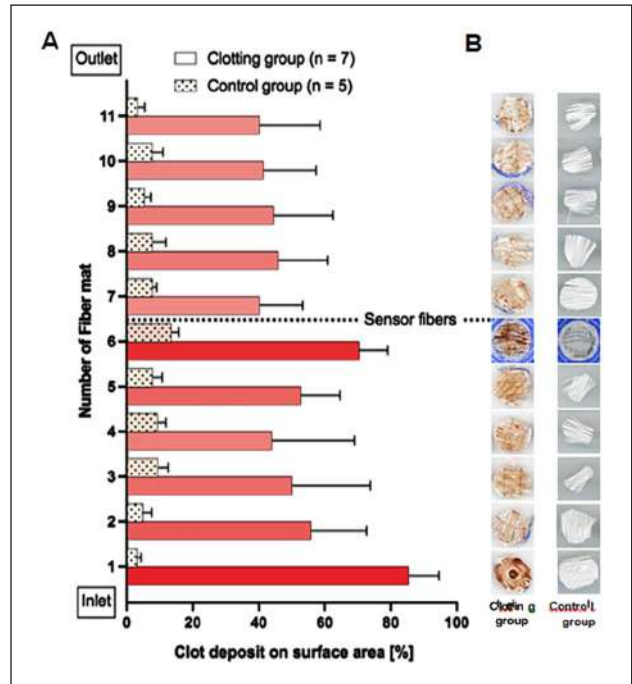 A
B
Outlet
Clotting group (n = 7)
Control group (n = 5)
11
10
9
8
7
Sensor fibers
6
5
4
3
2
1
Number of Fiber mat
Inlet
0 20 40 60 80 100
Clot deposit on surface area [%]
group
group